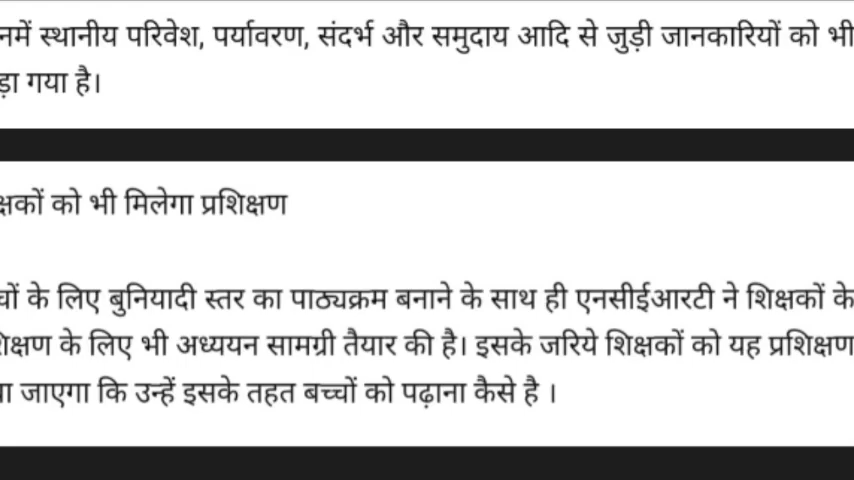 नमें स्थानीय परिवेश, पर्यावरण, संदर्भ और समुदाय आदि से जुड़ी जानकारियों को भी
ड़ा गया है।
क्षकों को भी मिलेगा प्रशिक्षण
चों के लिए बुनियादी स्तर का पाठ्यक्रम बनाने के साथ ही एनसीईआरटी ने शिक्षकों के
शिक्षण के लिए भी अध्ययन सामग्री तैयार की है। इसके जरिये शिक्षकों को यह प्रशिक्षण
ा जाएगा कि उन्हें इसके तहत बच्चों को पढ़ाना कैसे है ।